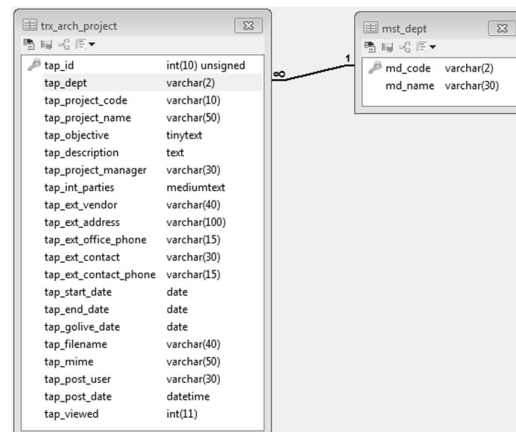 trx_arch_project
tap_id int(10) unsigned
tap_dept varchar(2)
tap_project_code varchar(10)
tap_project_name varchar(50)
tap_objective tinytext
tap_description text
tap_project_manager varchar(30)
tap_int_parties mediumtext
tap_ext_vendor varchar(40)
tap_ext_address varchar(100)
tap_ext_office_phone varchar(15)
tap_ext_contact varchar(30)
tap_ext_contact_phone varchar(15)
tap_start_date date
tap_end_date date
tap_golive_date date
tap_filename varchar(40)
tap_mime varchar(50)
tap_post_user varchar(30)
tap_post_date datetime
tap_viewed int(11)
∞ 1
mst_dept
md_code varchar(2)
md_name varchar(30)